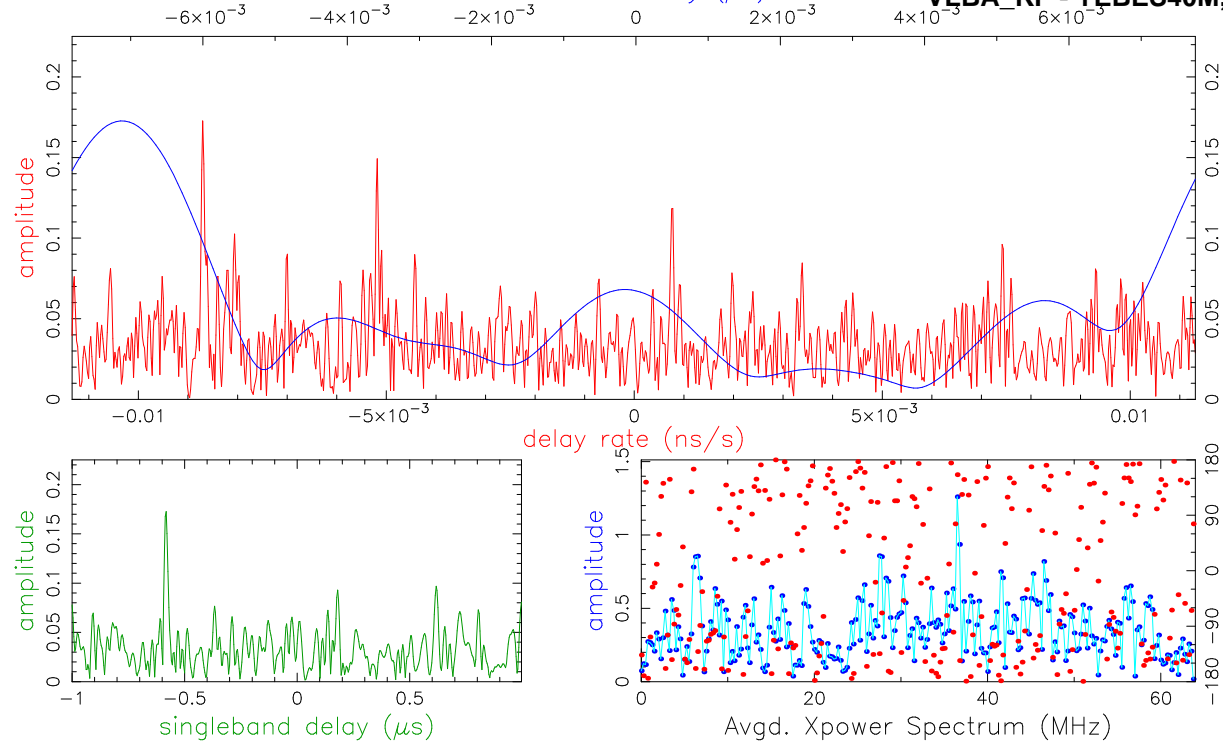 −6×10⁻³ −4×10⁻³ −2×10⁻³ 0 2×10⁻³ 4×10⁻³ 6×10⁻³
0.2 0.2
0.15 0.15
0.1 0.1
0.05 0.05
0 0
amplitude
−0.01 −5×10⁻³ 0 5×10⁻³ 0.01
delay rate (ns/s)
0.2
0.15
0.1
0.05
0
amplitude
−1 −0.5 0 0.5
singleband delay (μs)
1.5
1
0.5
0
amplitude
180
90
0
−90
−180
0 20 40 60
Avgd. Xpower Spectrum (MHz)